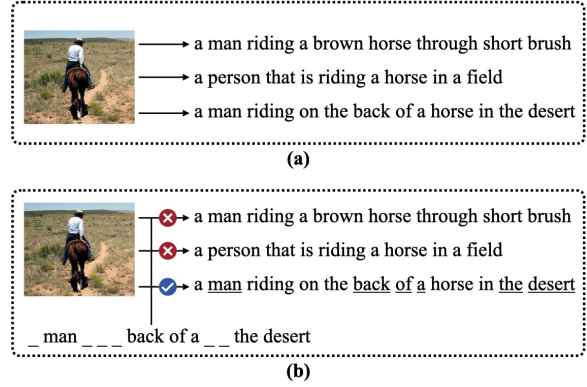 a man riding a brown horse through short brush
a person that is riding a horse in a field
a man riding on the back of a horse in the desert
(a)
a man riding a brown horse through short brush
a person that is riding a horse in a field
a man riding on the back of a horse in the desert
_ man _ _ _ back of a _ _ the desert
(b)